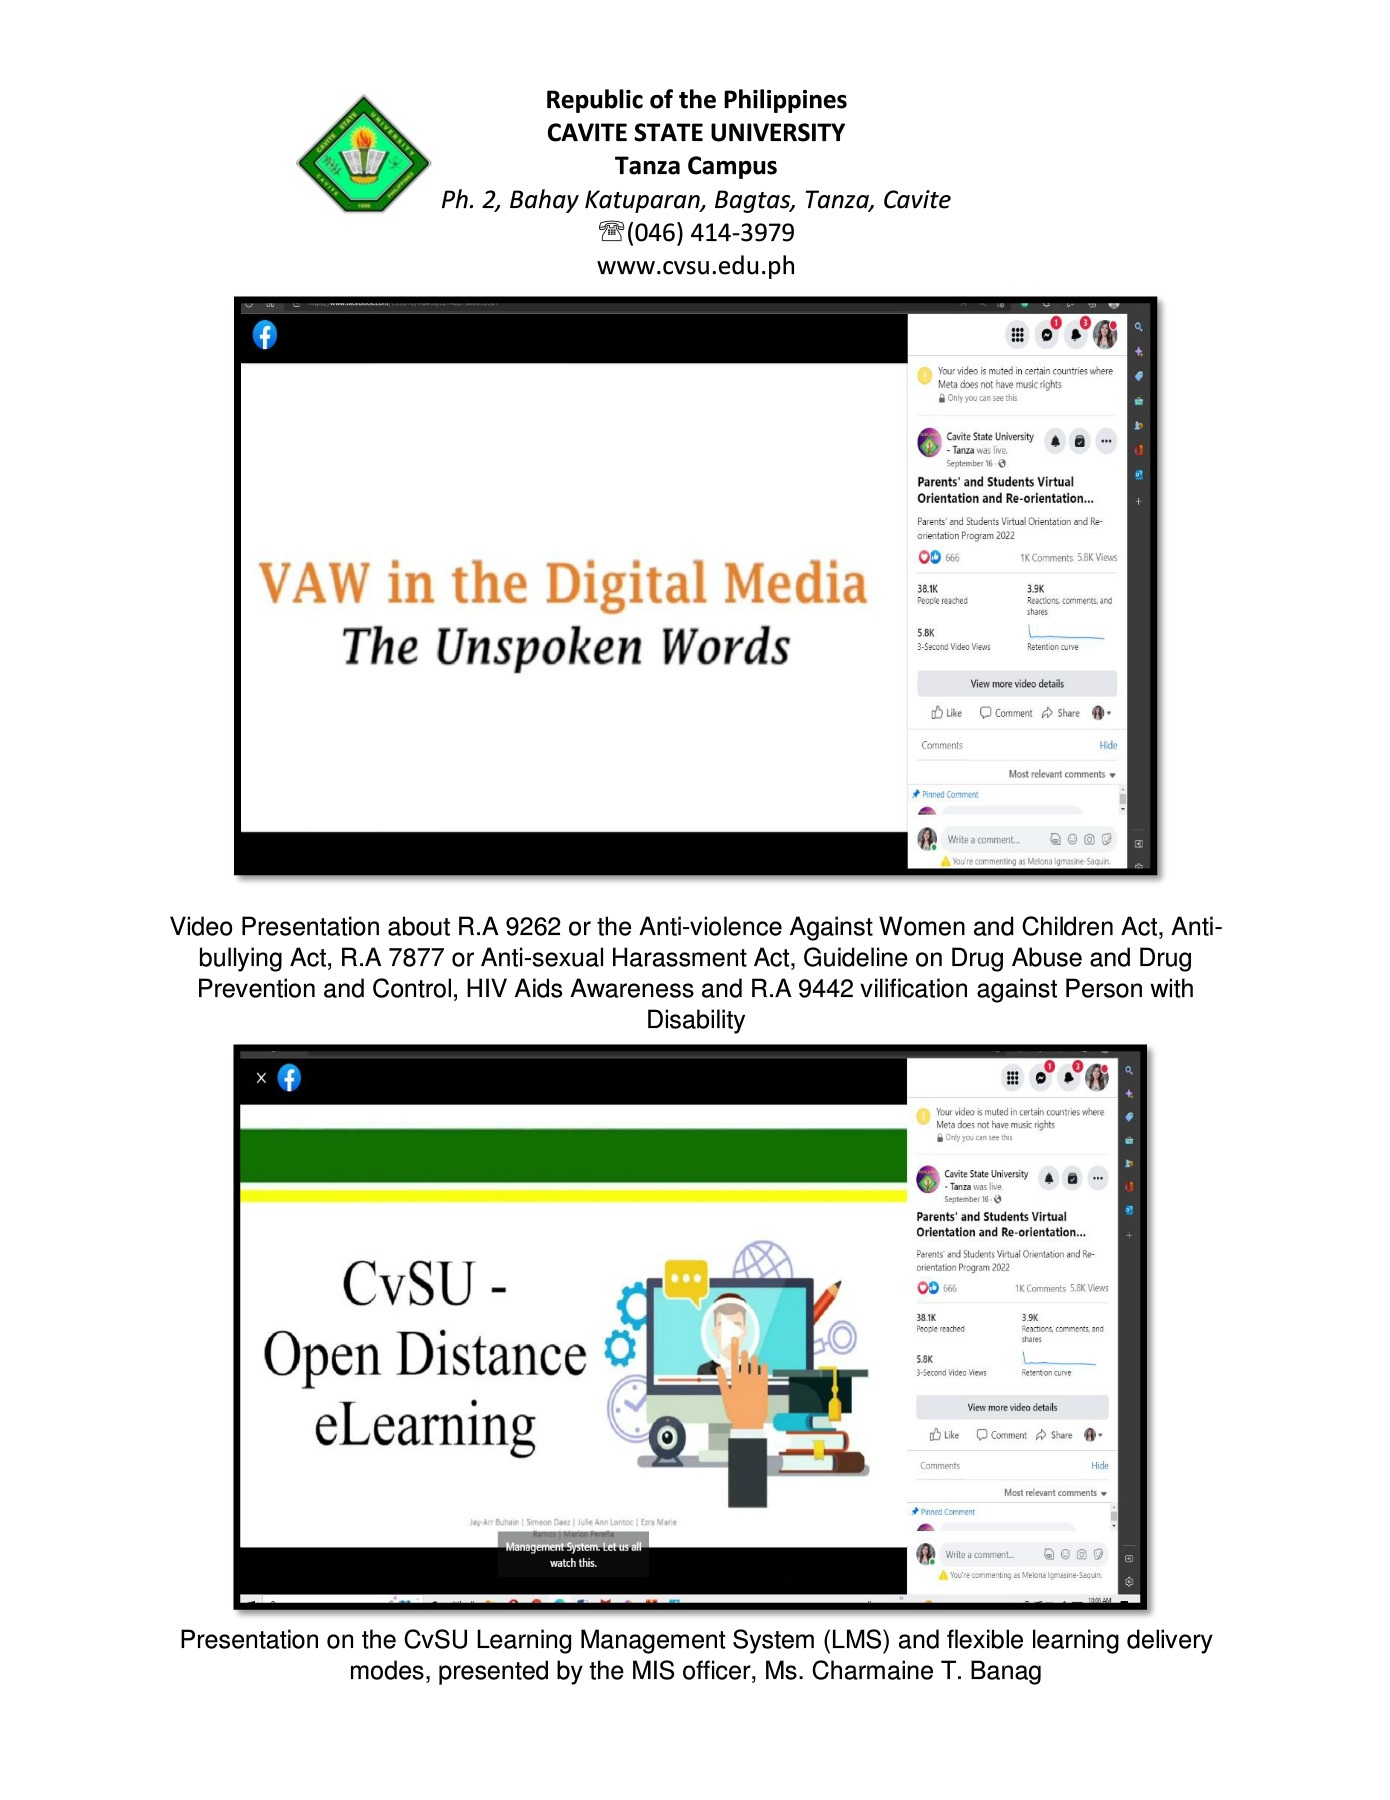 Republic of the Philippines
CAVITE STATE UNIVERSITY
Tanza Campus
Ph. 2, Bahay Katuparan, Bagtas, Tanza, Cavite
(046) 414-3979
www.cvsu.edu.ph
CAVITE STATE UNIVERSITY
CAVITE PHILIPPINES
1906
VAW in the Digital Media
The Unspoken Words
1
3
Your video is muted in certain countries where
Meta does not have music rights
Only you can see this
Cavite State University
- Tanza was live.
September 16 ·
Parents' and Students Virtual
Orientation and Re-orientation...
Parents' and Students Virtual Orientation and Re-
orientation Program 2022
666 1K Comments 5.8K Views
38.1K 3.9K
People reached Reactions, comments, and
shares
5.8K
3-Second Video Views Retention curve
View more video details
Like Comment Share
Comments Hide
Most relevant comments
Pinned Comment
Write a comment...
You're commenting as Melona Igmasine-Saquin.
Video Presentation about R.A 9262 or the Anti-violence Against Women and Children Act, Anti-
bullying Act, R.A 7877 or Anti-sexual Harassment Act, Guideline on Drug Abuse and Drug
Prevention and Control, HIV Aids Awareness and R.A 9442 vilification against Person with
Disability
CvSU -
Open Distance
eLearning
Jay-Arr Buhain | Simeon Daez | Julie Ann Lontoc | Ezra Marie
Ramos | Marlon Pereña
Management System. Let us all
watch this.
1
3
Your video is muted in certain countries where
Meta does not have music rights
Only you can see this
Cavite State University
- Tanza was live.
September 16 ·
Parents' and Students Virtual
Orientation and Re-orientation...
Parents' and Students Virtual Orientation and Re-
orientation Program 2022
666 1K Comments 5.8K Views
38.1K 3.9K
People reached Reactions, comments, and
shares
5.8K
3-Second Video Views Retention curve
View more video details
Like Comment Share
Comments Hide
Most relevant comments
Pinned Comment
Write a comment...
You're commenting as Melona Igmasine-Saquin.
10:06 AM
Presentation on the CvSU Learning Management System (LMS) and flexible learning delivery
modes, presented by the MIS officer, Ms. Charmaine T. Banag